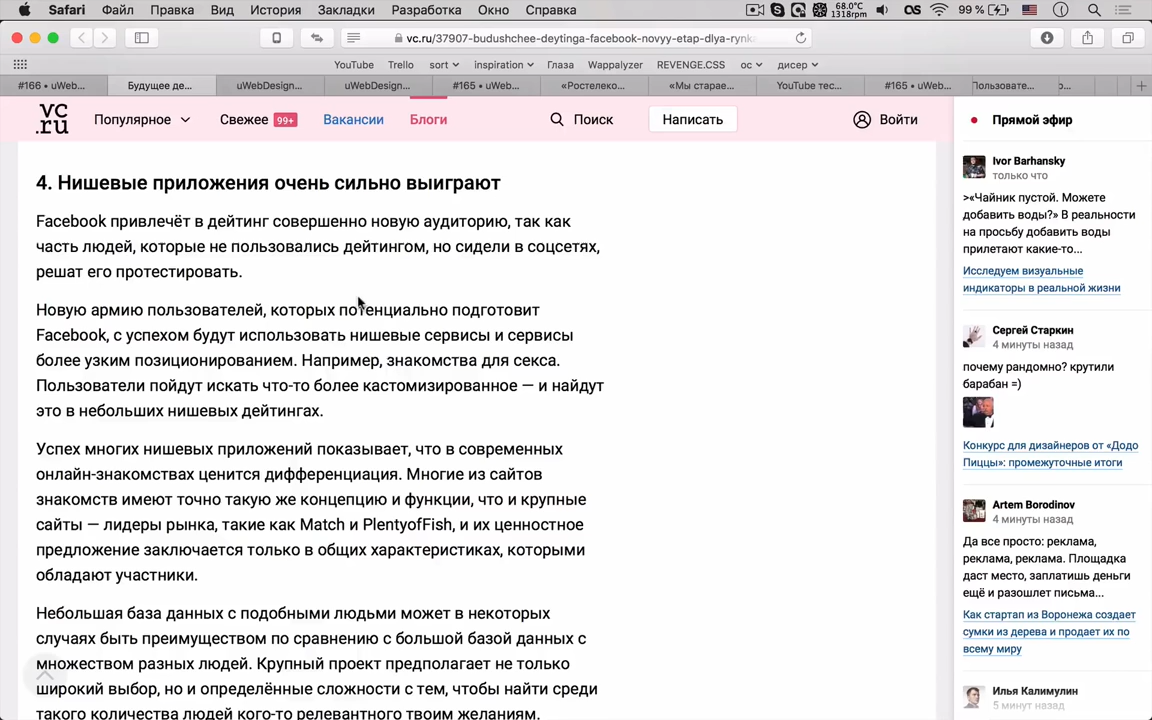 Safari Файл Правка Вид История Закладки Разработка Окно Справка 68.0°C 1318rpm 99 %
vc.ru/37907-budushchee-deytinga-facebook-novyy-etap-dlya-rynka
YouTube Trello sort inspiration Глаза Wappalyzer REVENGE.CSS ос дисер
#166 • uWeb... Будущее де... uWebDesign... uWebDesign... #165 • uWeb... «Ростелеко... «Мы старае... YouTube тес... #165 • uWeb... Пользовате...
vc.ru Популярное Свежее 99+ Вакансии Блоги Поиск Написать Войти
4. Нишевые приложения очень сильно выиграют
Facebook привлечёт в дейтинг совершенно новую аудиторию, так как
часть людей, которые не пользовались дейтингом, но сидели в соцсетях,
решат его протестировать.
Новую армию пользователей, которых потенциально подготовит
Facebook, с успехом будут использовать нишевые сервисы и сервисы
более узким позиционированием. Например, знакомства для секса.
Пользователи пойдут искать что-то более кастомизированное — и найдут
это в небольших нишевых дейтингах.
Успех многих нишевых приложений показывает, что в современных
онлайн-знакомствах ценится дифференциация. Многие из сайтов
знакомств имеют точно такую же концепцию и функции, что и крупные
сайты — лидеры рынка, такие как Match и PlentyofFish, и их ценностное
предложение заключается только в общих характеристиках, которыми
обладают участники.
Небольшая база данных с подобными людьми может в некоторых
случаях быть преимуществом по сравнению с большой базой данных с
множеством разных людей. Крупный проект предполагает не только
широкий выбор, но и определённые сложности с тем, чтобы найти среди
такого количества людей кого-то релевантного твоим желаниям.
Прямой эфир
Ivor Barhansky
только что
>«Чайник пустой. Можете
добавить воды?» В реальности
на просьбу добавить воды
прилетают какие-то...
Исследуем визуальные
индикаторы в реальной жизни
Сергей Старкин
4 минуты назад
почему рандомно? крутили
барабан =)
Конкурс для дизайнеров от «Додо
Пиццы»: промежуточные итоги
Artem Borodinov
4 минуты назад
Да все просто: реклама,
реклама, реклама. Площадка
даст место, заплатишь деньги
ещё и разошлет письма...
Как стартап из Воронежа создает
сумки из дерева и продает их по
всему миру
Илья Калимулин
5 минут назад